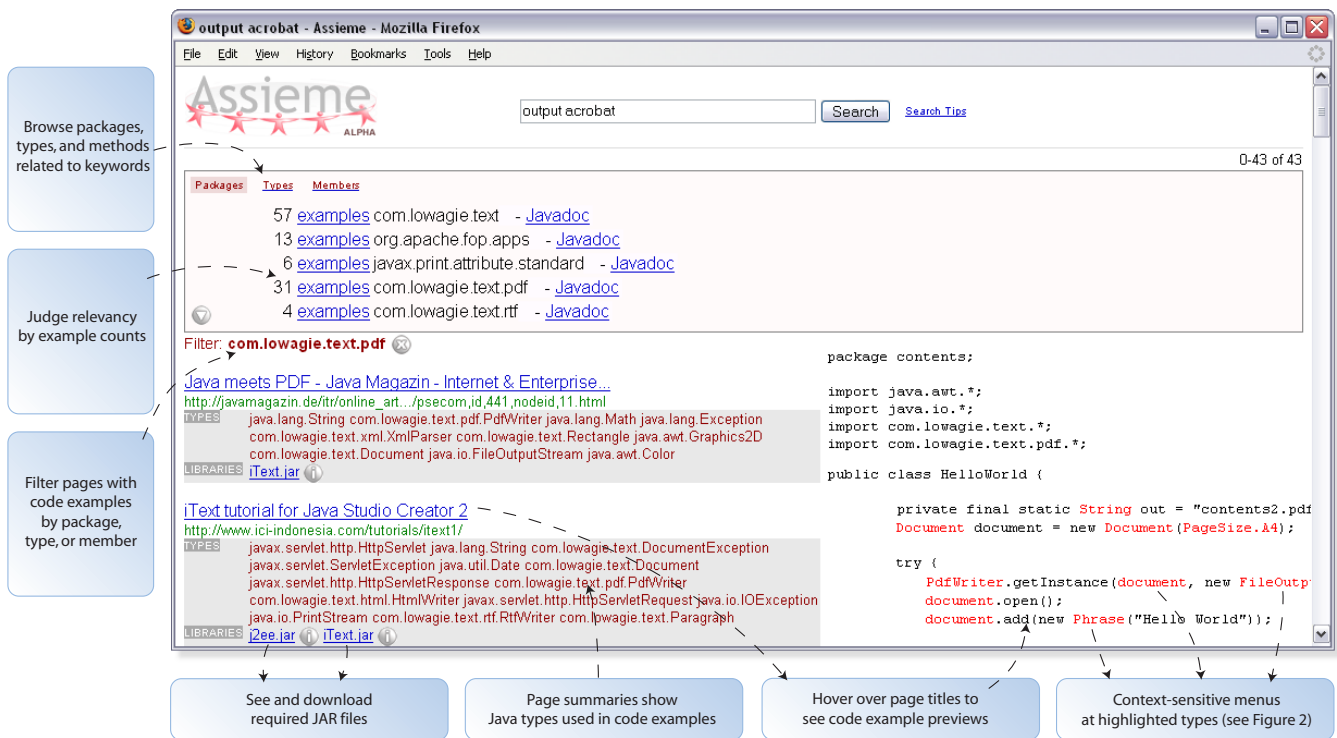 output acrobat - Assieme - Mozilla Firefox
File Edit View History Bookmarks Tools Help
Assieme
ALPHA
output acrobat
Search
Search Tips
0-43 of 43
Packages Types Members
57 examples com.lowagie.text - Javadoc
13 examples org.apache.fop.apps - Javadoc
6 examples javax.print.attribute.standard - Javadoc
31 examples com.lowagie.text.pdf - Javadoc
4 examples com.lowagie.text.rtf - Javadoc
Filter: com.lowagie.text.pdf
Java meets PDF - Java Magazin - Internet & Enterprise...
http://javamagazin.de/itr/online_art.../psecom,id,441,nodeid,11.html
TYPES java.lang.String com.lowagie.text.pdf.PdfWriter java.lang.Math java.lang.Exception
com.lowagie.text.xml.XmlParser com.lowagie.text.Rectangle java.awt.Graphics2D
com.lowagie.text.Document java.io.FileOutputStream java.awt.Color
LIBRARIES iText.jar
iText tutorial for Java Studio Creator 2
http://www.ici-indonesia.com/tutorials/itext1/
TYPES javax.servlet.http.HttpServlet java.lang.String com.lowagie.text.DocumentException
javax.servlet.ServletException java.util.Date com.lowagie.text.Document
javax.servlet.http.HttpServletResponse com.lowagie.text.pdf.PdfWriter
com.lowagie.text.html.HtmlWriter javax.servlet.http.HttpServletRequest java.io.IOException
java.io.PrintStream com.lowagie.text.rtf.RtfWriter com.lowagie.text.Paragraph
LIBRARIES j2ee.jar iText.jar
package contents;
import java.awt.*;
import java.io.*;
import com.lowagie.text.*;
import com.lowagie.text.pdf.*;
public class HelloWorld {
private final static String out = "contents2.pdf
Document document = new Document(PageSize.A4);
try {
PdfWriter.getInstance(document, new FileOutp
document.open();
document.add(new Phrase("Hello World"));
Browse packages,
types, and methods
related to keywords
Judge relevancy
by example counts
Filter pages with
code examples
by package,
type, or member
See and download
required JAR files
Page summaries show
Java types used in code examples
Hover over page titles to
see code example previews
Context-sensitive menus
at highlighted types (see Figure 2)